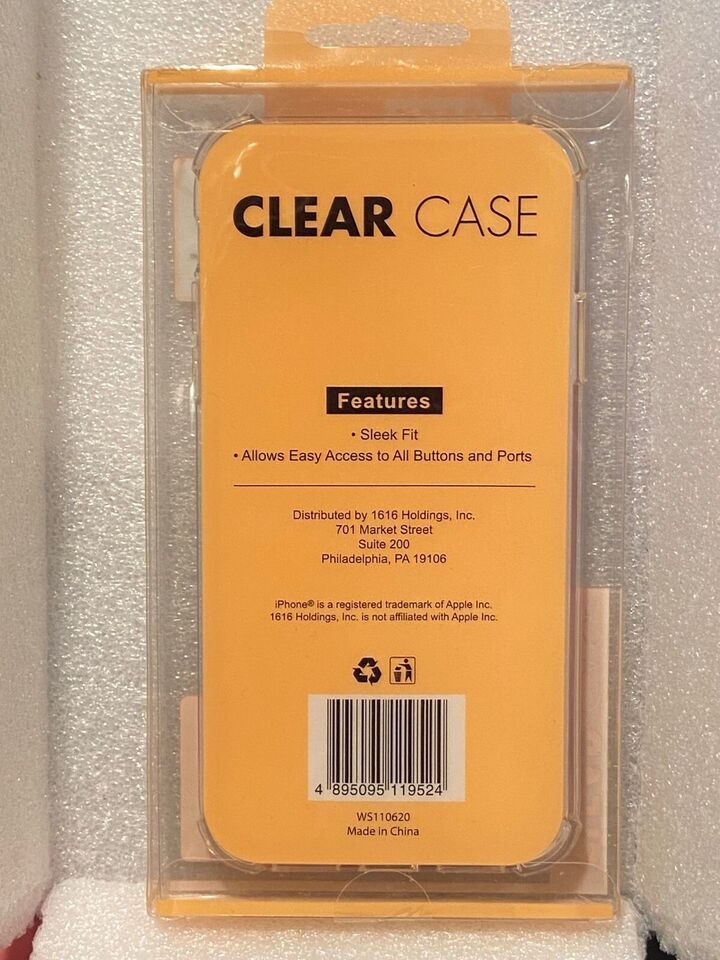 CLEAR CASE
Features
• Sleek Fit
• Allows Easy Access to All Buttons and Ports
Distributed by 1616 Holdings, Inc.
701 Market Street
Suite 200
Philadelphia, PA 19106
iPhone® is a registered trademark of Apple Inc.
1616 Holdings, Inc. is not affiliated with Apple Inc.
4 895095 119524
WS110620
Made in China